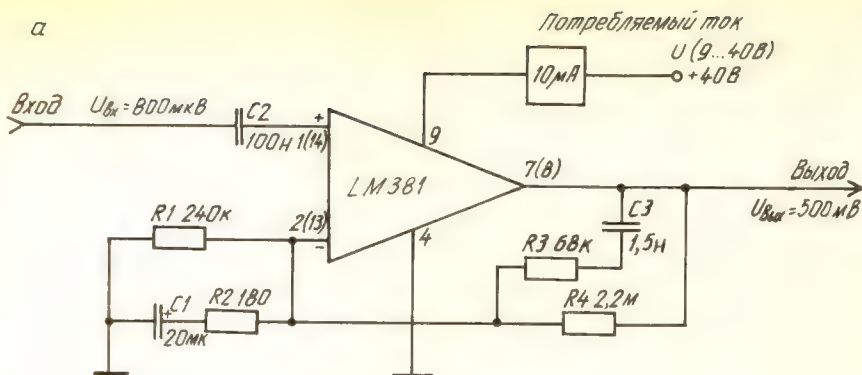 а
Потребляемый ток
U (9...40В)
10мА
+40В
Вход
Uвх = 800мкВ
C2
100н
1(14)
+
9
LM381
7(8)
Выход
Uвых = 500мВ
C3
1,5н
R1 240к
2(13)
–
4
R3 68к
C1
+
20мк
R2 180
R4 2,2м